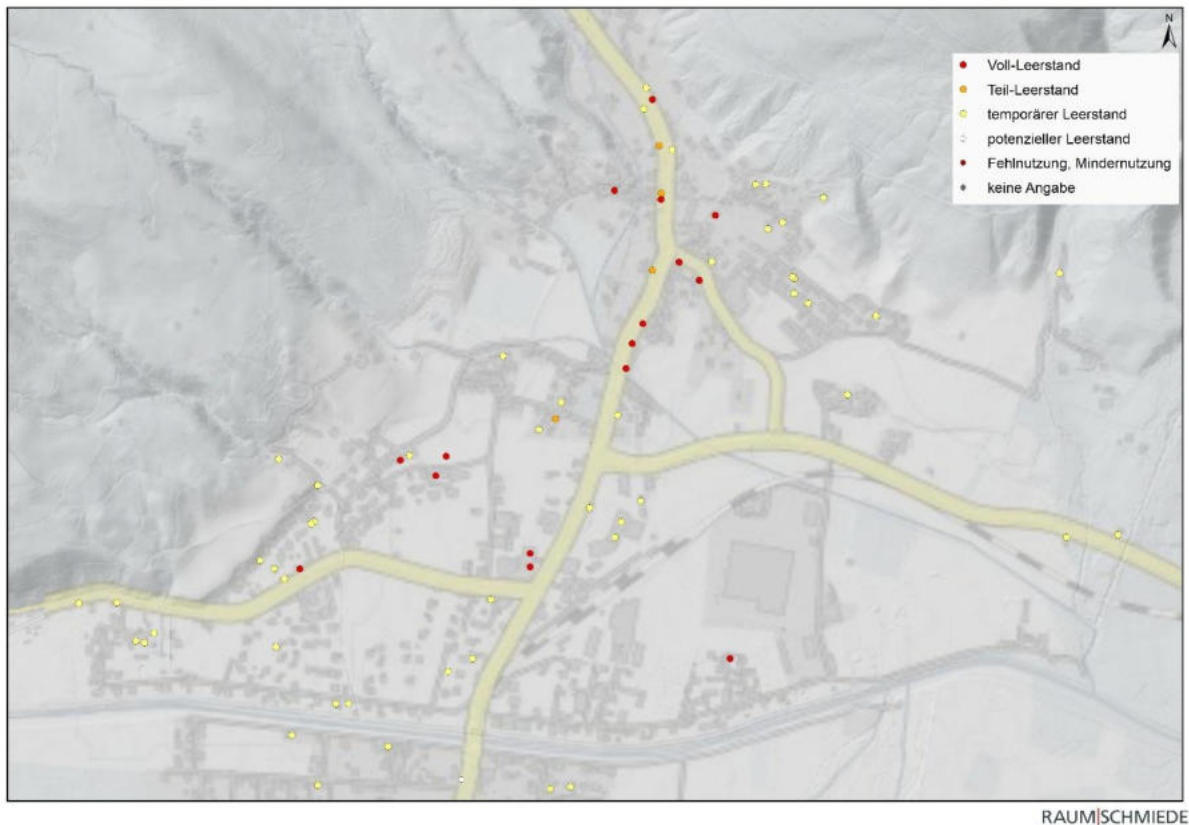 N
Voll-Leerstand
Teil-Leerstand
temporärer Leerstand
potenzieller Leerstand
Fehlnutzung, Mindernutzung
keine Angabe
RAUM|SCHMIEDE